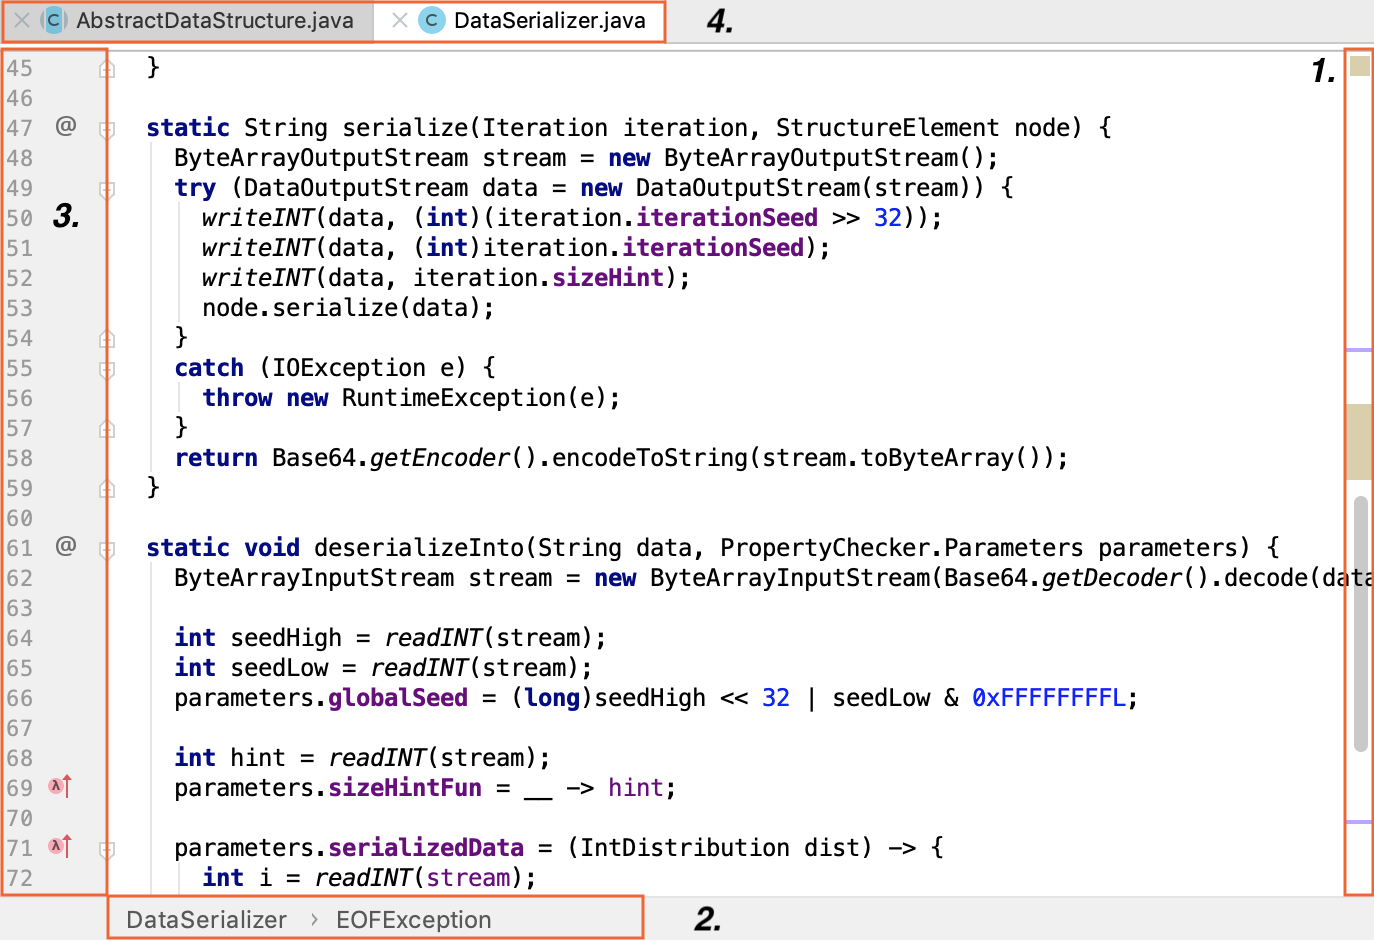 AbstractDataStructure.java DataSerializer.java 4.
1.
45 }
46
47 @ static String serialize(Iteration iteration, StructureElement node) {
48 ByteArrayOutputStream stream = new ByteArrayOutputStream();
49 try (DataOutputStream data = new DataOutputStream(stream)) {
50 3. writeINT(data, (int)(iteration.iterationSeed >> 32));
51 writeINT(data, (int)iteration.iterationSeed);
52 writeINT(data, iteration.sizeHint);
53 node.serialize(data);
54 }
55 catch (IOException e) {
56 throw new RuntimeException(e);
57 }
58 return Base64.getEncoder().encodeToString(stream.toByteArray());
59 }
60
61 @ static void deserializeInto(String data, PropertyChecker.Parameters parameters) {
62 ByteArrayInputStream stream = new ByteArrayInputStream(Base64.getDecoder().decode(data
63
64 int seedHigh = readINT(stream);
65 int seedLow = readINT(stream);
66 parameters.globalSeed = (long)seedHigh << 32 | seedLow & 0xFFFFFFFFL;
67
68 int hint = readINT(stream);
69 λ parameters.sizeHintFun = __ -> hint;
70
71 λ parameters.serializedData = (IntDistribution dist) -> {
72 int i = readINT(stream);
DataSerializer › EOFException 2.